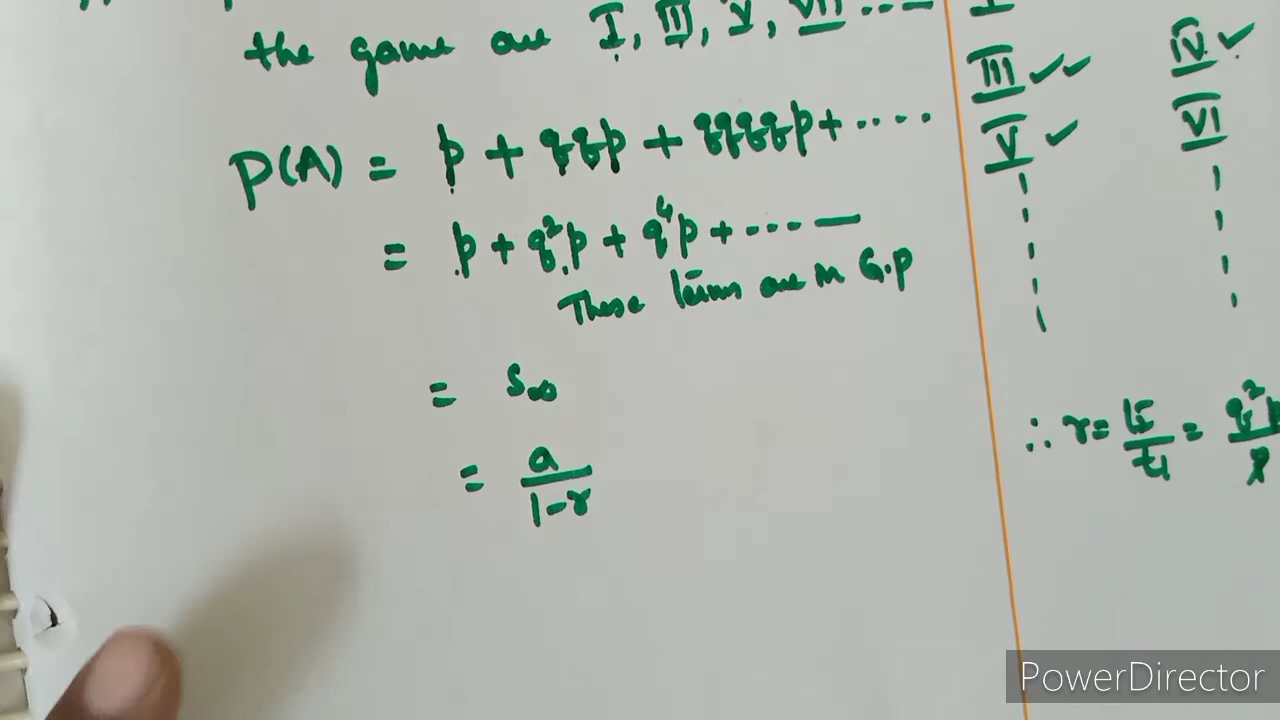 the game are I, III, V, VII ...—
P(A) = p + qqp + qqqqp + ....
= p + q²p + q⁴p + ... —
These terms are in G.P
= S∞
= a/1-r
I
III ✓✓ IV ✓
V ✓ VI
∴ r = t₂/t₁ = q²p/p
PowerDirector